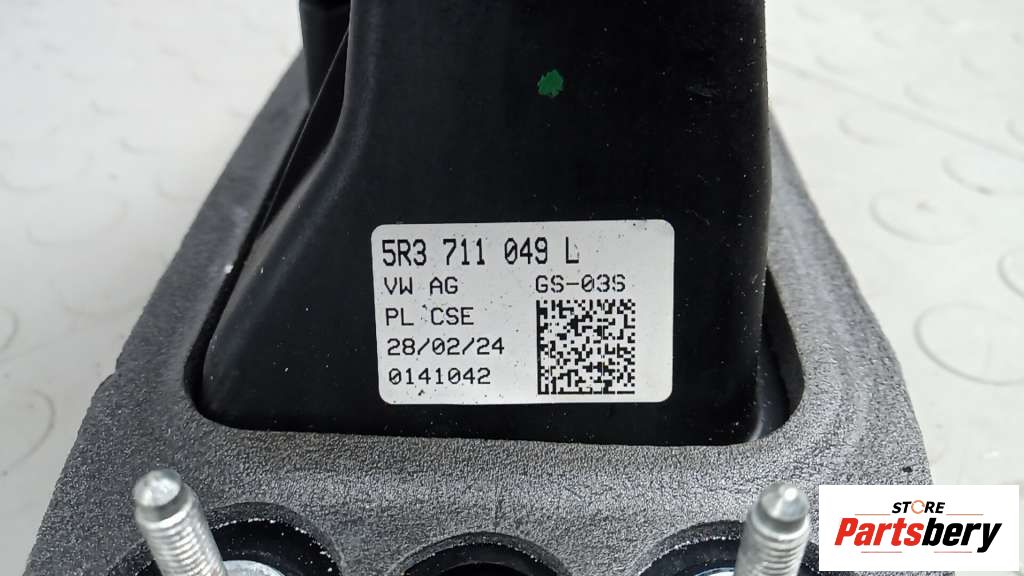 5R3 711 049 L
VW AG GS-03S
PL CSE
28/02/24
0141042
STORE
Partsbery